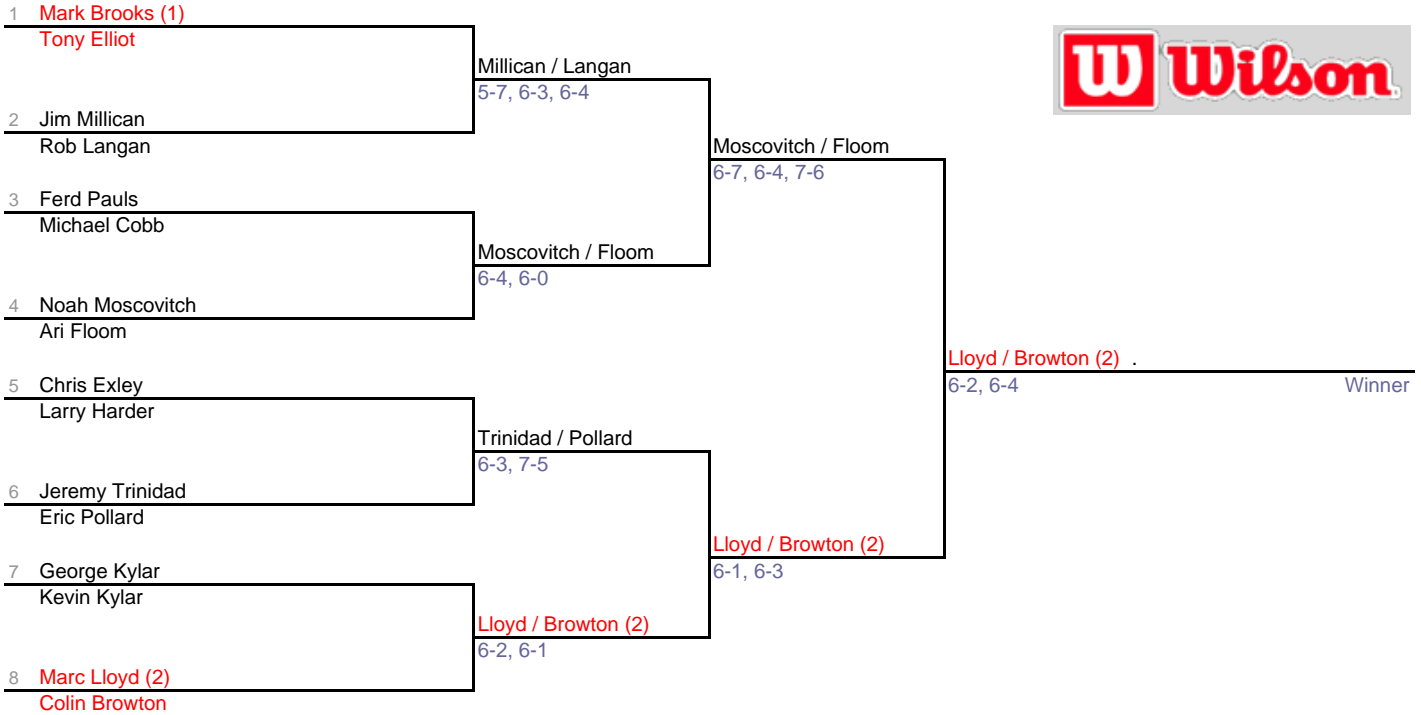 1 Mark Brooks (1)
Tony Elliot
Millican / Langan
5-7, 6-3, 6-4
2 Jim Millican
Rob Langan
Moscovitch / Floom
6-7, 6-4, 7-6
3 Ferd Pauls
Michael Cobb
Moscovitch / Floom
6-4, 6-0
4 Noah Moscovitch
Ari Floom
Lloyd / Browton (2) .
6-2, 6-4 Winner
5 Chris Exley
Larry Harder
Trinidad / Pollard
6-3, 7-5
6 Jeremy Trinidad
Eric Pollard
Lloyd / Browton (2)
6-1, 6-3
7 George Kylar
Kevin Kylar
Lloyd / Browton (2)
6-2, 6-1
8 Marc Lloyd (2)
Colin Browton
W Wilson